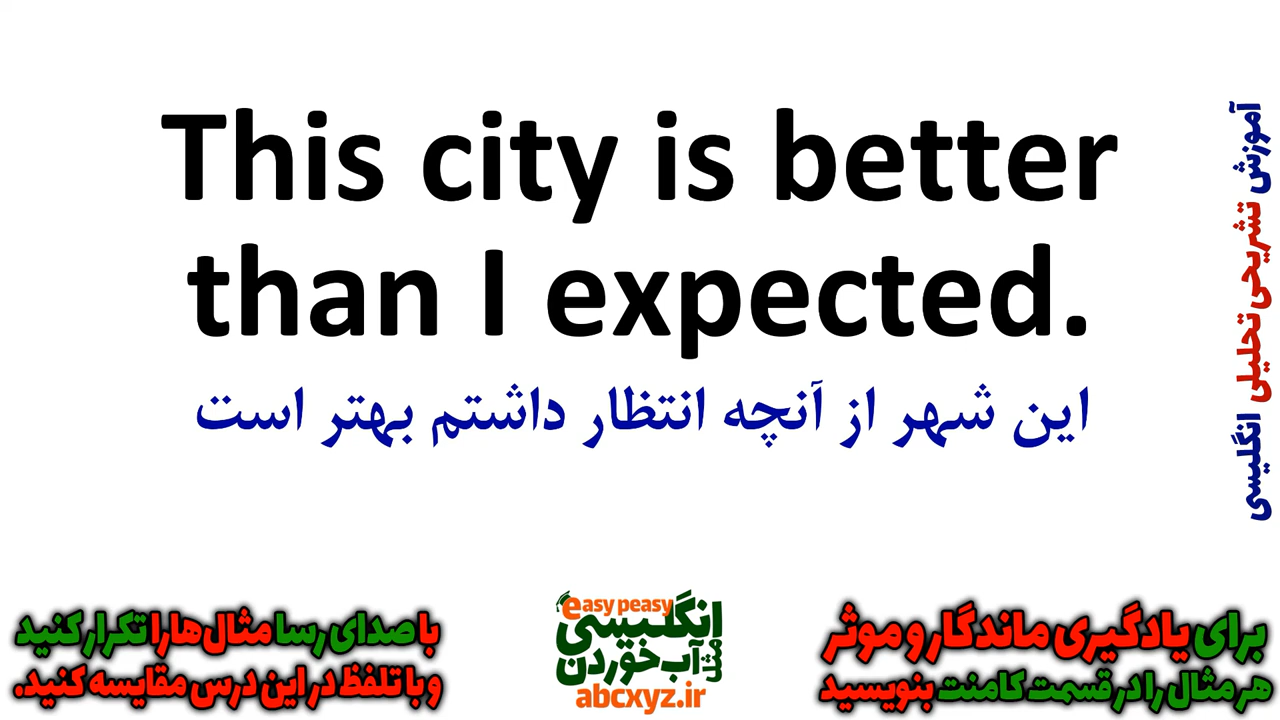 This city is better
than I expected.
این شهر از آنچه انتظار داشتم بهتر است
آموزش تشریحی تحلیلی انگلیسی
با صدای رسا مثال‌ها را تکرار کنید
و با تلفظ در این درس مقایسه کنید.
easy peasy
انگلیسی
مثل
آب خوردن
abcxyz.ir
برای یادگیری ماندگار و موثر
هر مثال را در قسمت کامنت بنویسید